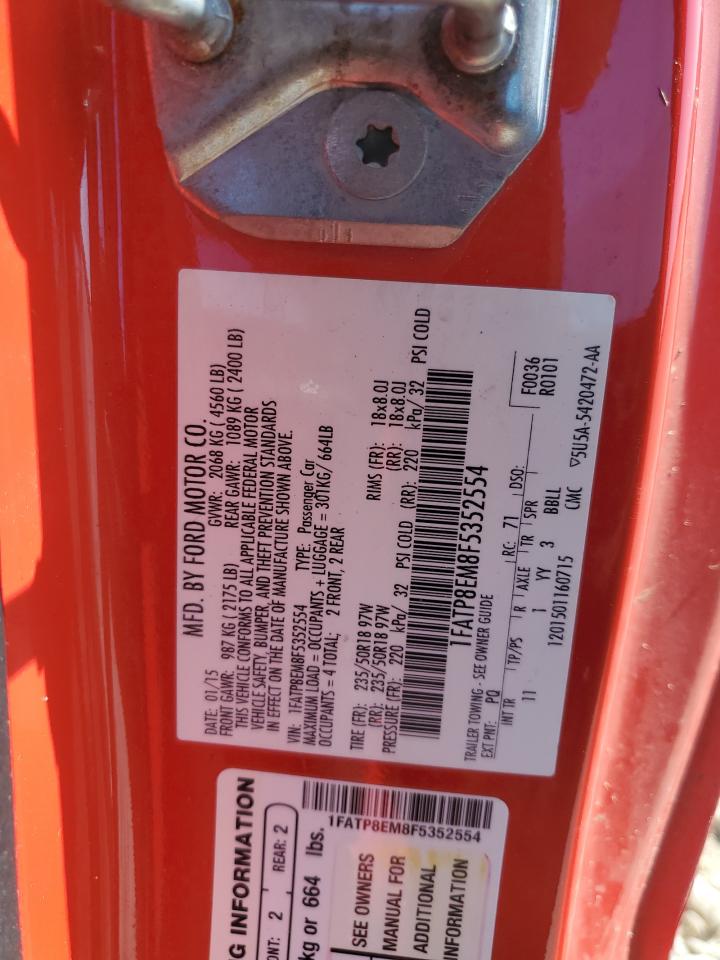 MFD. BY FORD MOTOR CO.
DATE: 01/15 GVWR: 2068 KG ( 4560 LB)
FRONT GAWR: 987 KG ( 2175 LB) REAR GAWR: 1089 KG ( 2400 LB)
THIS VEHICLE CONFORMS TO ALL APPLICABLE FEDERAL MOTOR
VEHICLE SAFETY, BUMPER, AND THEFT PREVENTION STANDARDS
IN EFFECT ON THE DATE OF MANUFACTURE SHOWN ABOVE.
VIN: 1FATP8EM8F5352554 TYPE: Passenger Car
MAXIMUM LOAD = OCCUPANTS + LUGGAGE = 301KG/ 664LB
OCCUPANTS = 4 TOTAL; 2 FRONT, 2 REAR
TIRE (FR): 235/50R18 97W RIMS (FR): 18x8.0J
(RR): 235/50R18 97W (RR): 18x8.0J
PRESSURE (FR): 220 kPa/ 32 PSI COLD (RR): 220 kPa/ 32 PSI COLD
1FATP8EM8F5352554
TRAILER TOWING - SEE OWNER GUIDE
EXT PNT: PQ RC: 71 DSO: F0036
R0101
INT TR TP/PS R AXLE TR SPR
11 1 YY 3 BBLL
1201501160715 CMC ▽5U5A-5420472-AA
G INFORMATION
ONT: 2 REAR: 2
kg or 664 lbs.
1FATP8EM8F5352554
SEE OWNERS
MANUAL FOR
ADDITIONAL
INFORMATION